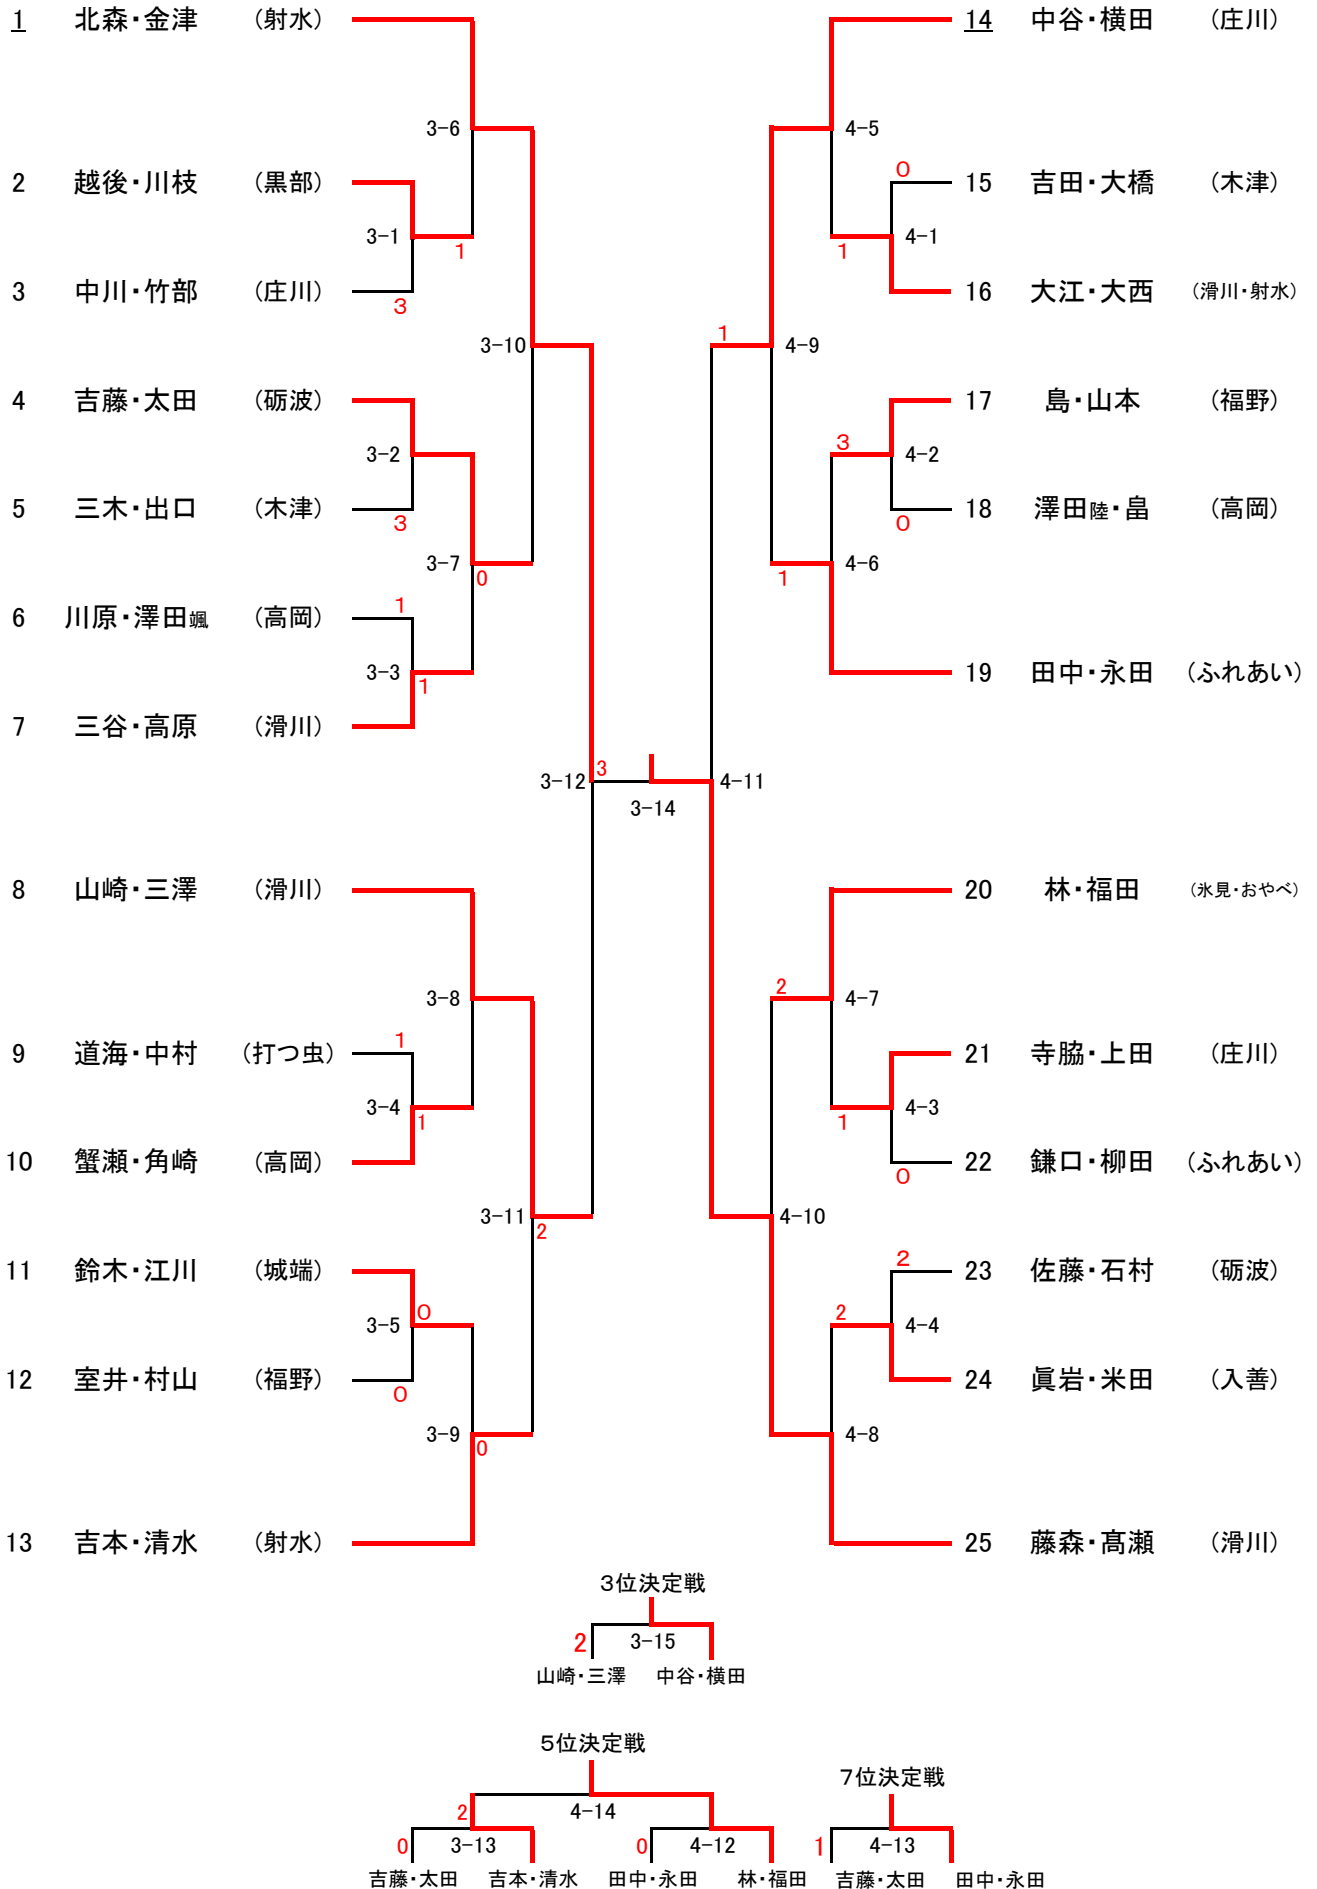 1 北森・金津 (射水) 14 中谷・横田 (庄川)
3-6 4-5
2 越後・川枝 (黒部) 0 15 吉田・大橋 (木津)
3-1 1 1 4-1
3 中川・竹部 (庄川) 3 16 大江・大西 (滑川・射水)
3-10 1 4-9
4 吉藤・太田 (砺波) 17 島・山本 (福野)
3-2 3 4-2
5 三木・出口 (木津) 3 18 澤田陸・畠 (高岡) 0
3-7 0 1 4-6
6 川原・澤田颯 (高岡) 1
3-3 1 19 田中・永田 (ふれあい)
7 三谷・高原 (滑川)
3-12 3 3-14 4-11
8 山崎・三澤 (滑川) 20 林・福田 (氷見・おやべ)
3-8 2 4-7
9 道海・中村 (打つ虫) 1 21 寺脇・上田 (庄川)
3-4 1 1 4-3
10 蟹瀬・角崎 (高岡) 22 鎌口・柳田 (ふれあい) 0
3-11 2 4-10
11 鈴木・江川 (城端) 2 23 佐藤・石村 (砺波)
3-5 0 2 4-4
12 室井・村山 (福野) 0 24 眞岩・米田 (入善)
3-9 0 4-8
13 吉本・清水 (射水) 25 藤森・髙瀬 (滑川)
3位決定戦
2 3-15
山崎・三澤 中谷・横田
5位決定戦
7位決定戦
2 4-14
0 3-13 0 4-12 1 4-13
吉藤・太田 吉本・清水 田中・永田 林・福田 吉藤・太田 田中・永田